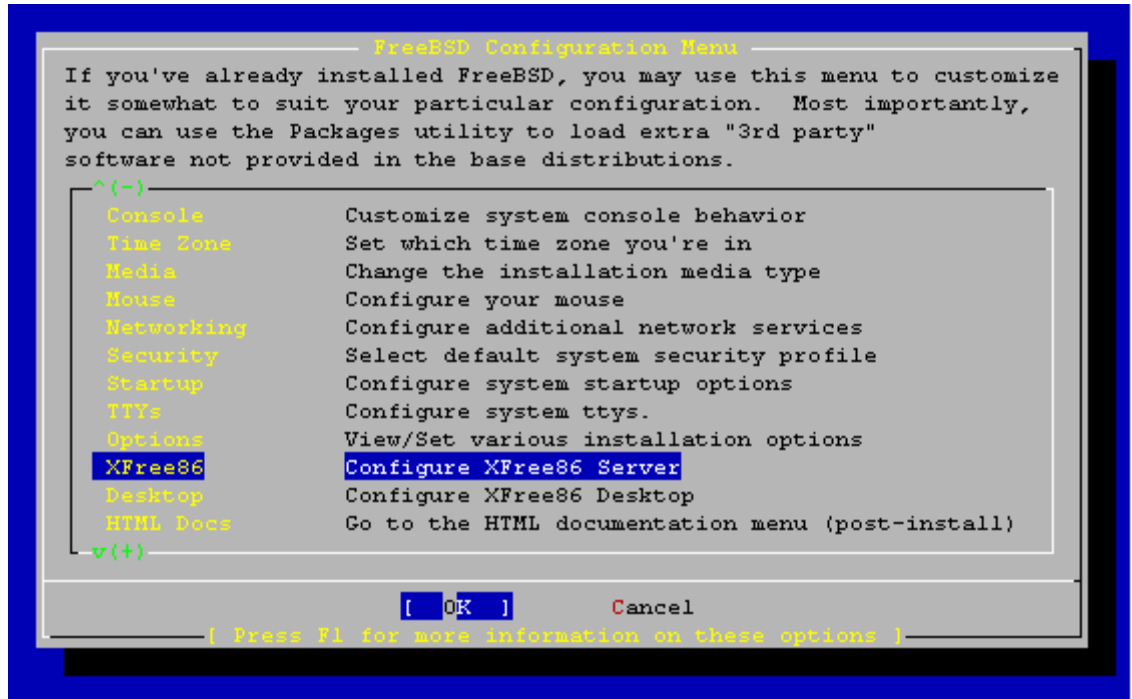 FreeBSD Configuration Menu
If you've already installed FreeBSD, you may use this menu to customize
it somewhat to suit your particular configuration.  Most importantly,
you can use the Packages utility to load extra "3rd party"
software not provided in the base distributions.
^(-)
Console Customize system console behavior
Time Zone Set which time zone you're in
Media Change the installation media type
Mouse Configure your mouse
Networking Configure additional network services
Security Select default system security profile
Startup Configure system startup options
TTYs Configure system ttys.
Options View/Set various installation options
XFree86 Configure XFree86 Server
Desktop Configure XFree86 Desktop
HTML Docs Go to the HTML documentation menu (post-install)
v(+)
[ OK ] Cancel
[ Press F1 for more information on these options ]